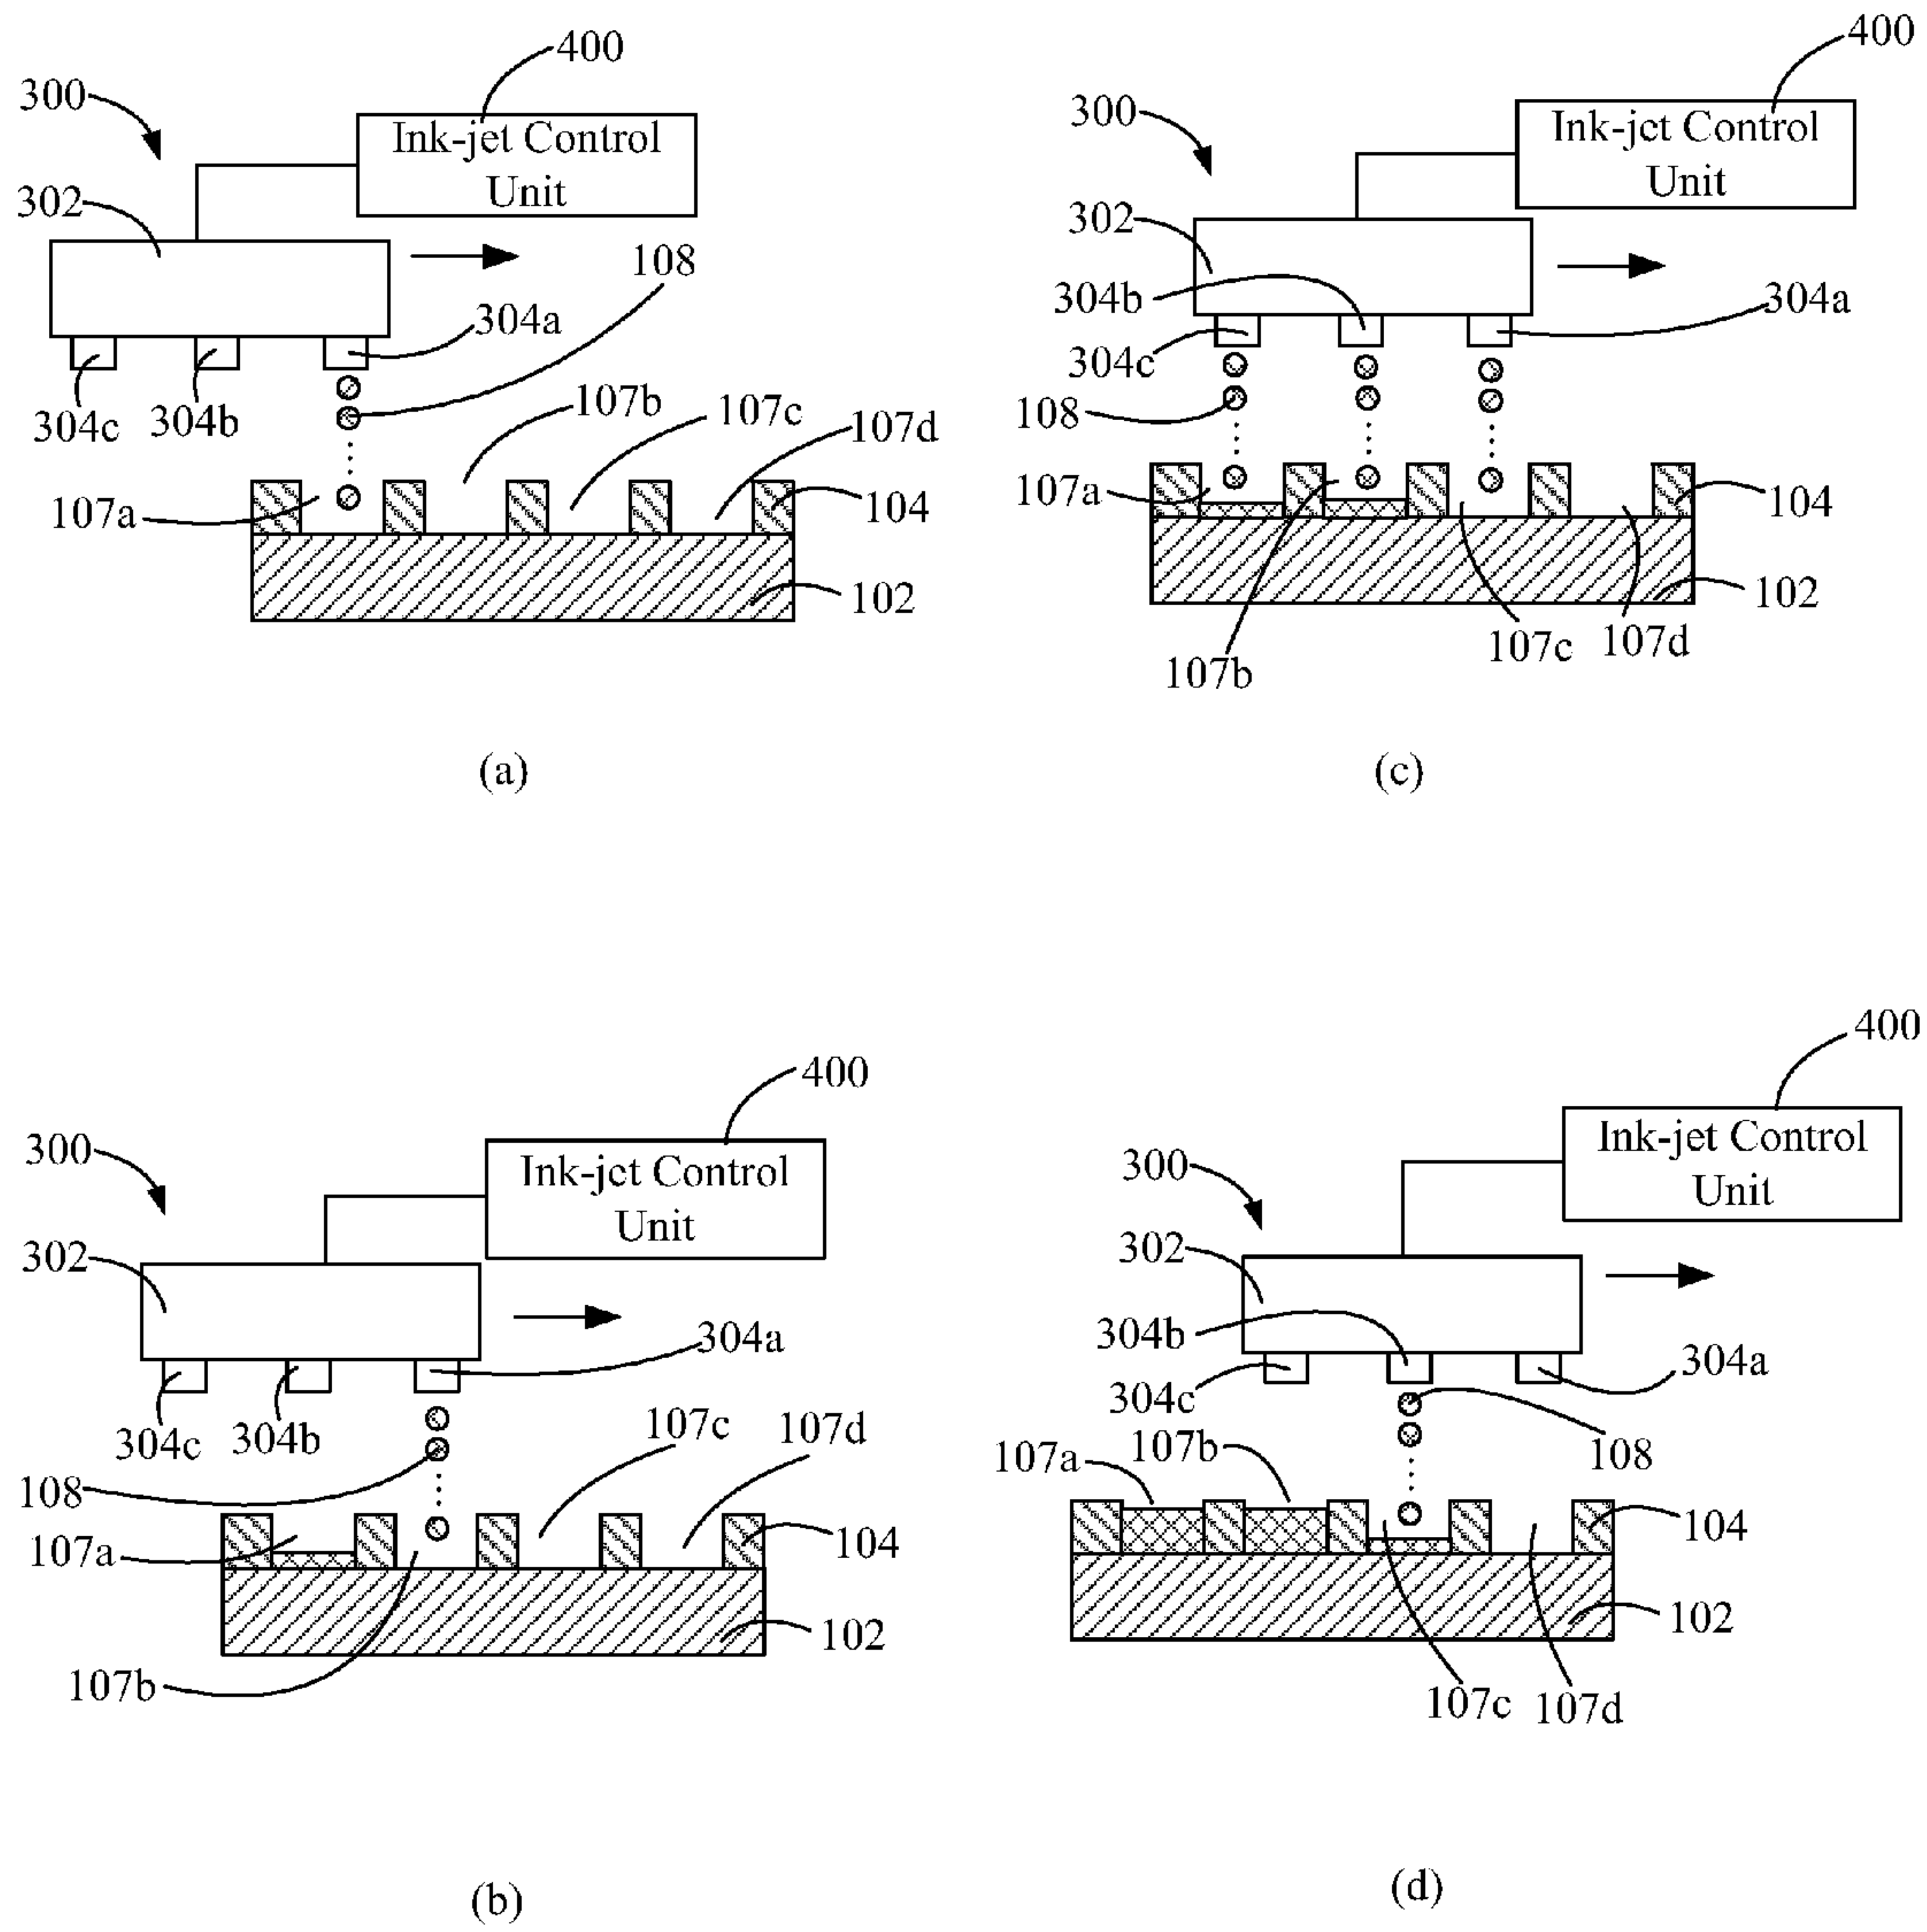 400
300
Ink-jet Control
Unit
302
108
304a
304c
304b
107b
107c
107d
107a
104
102
(a)
400
300
Ink-jct Control
Unit
302
304b
304a
304c
108
107a
104
102
107c
107d
107b
(c)
400
300
Ink-jct Control
Unit
302
304a
304c
304b
107c
107d
108
107a
104
102
107b
(b)
400
300
Ink-jet Control
Unit
302
304b
304a
304c
107a
107b
108
104
102
107c
107d
(d)